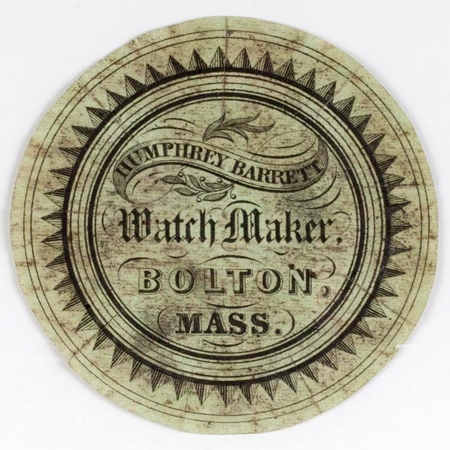 HUMPHREY BARRETT
Watch Maker,
BOLTON,
MASS.